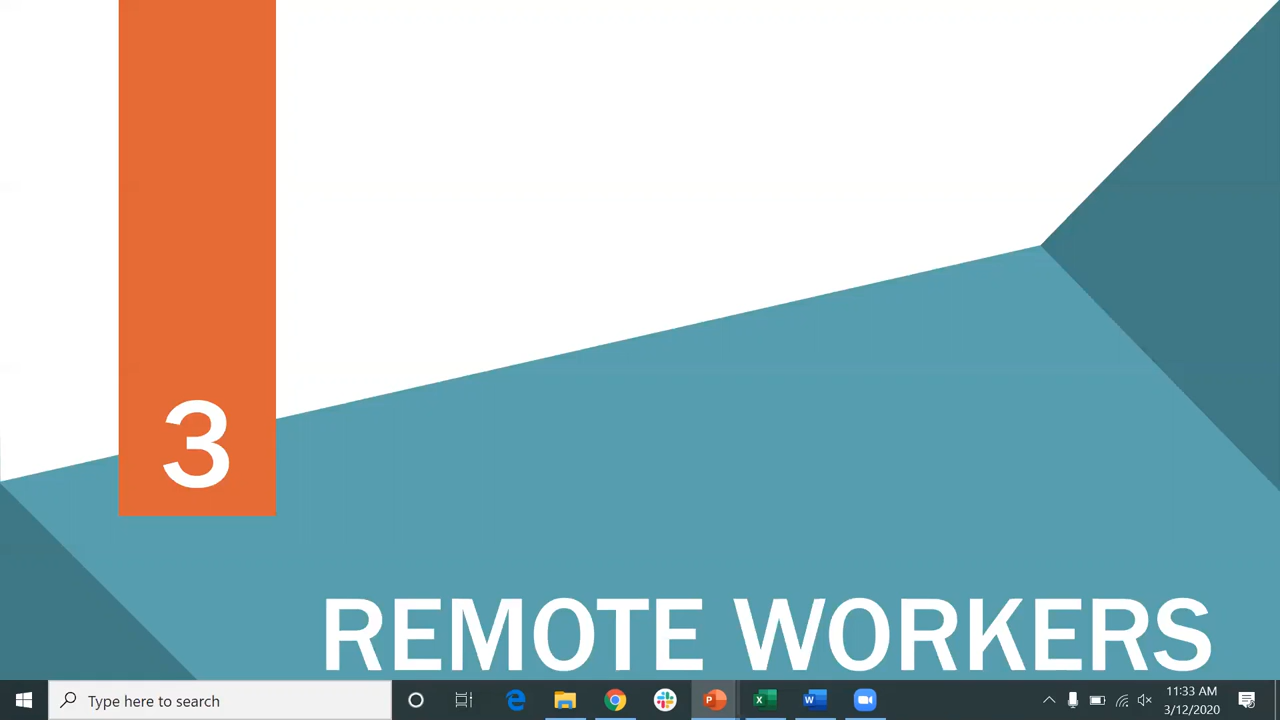 3
REMOTE WORKERS
Type here to search
11:33 AM
3/12/2020